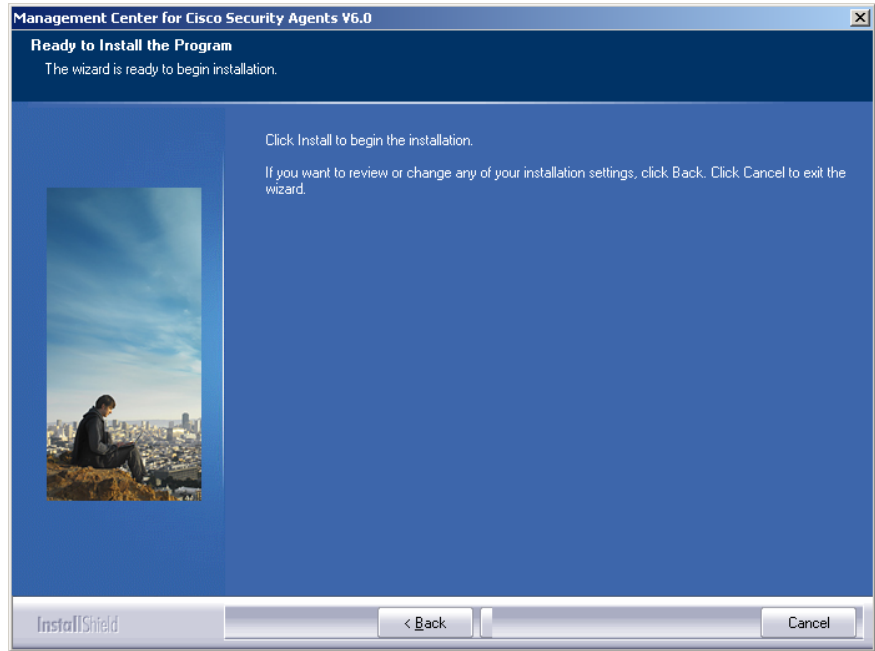 Management Center for Cisco Security Agents V6.0
Ready to Install the Program
The wizard is ready to begin installation.
Click Install to begin the installation.
If you want to review or change any of your installation settings, click Back. Click Cancel to exit the
wizard.
InstallShield
< Back
Cancel